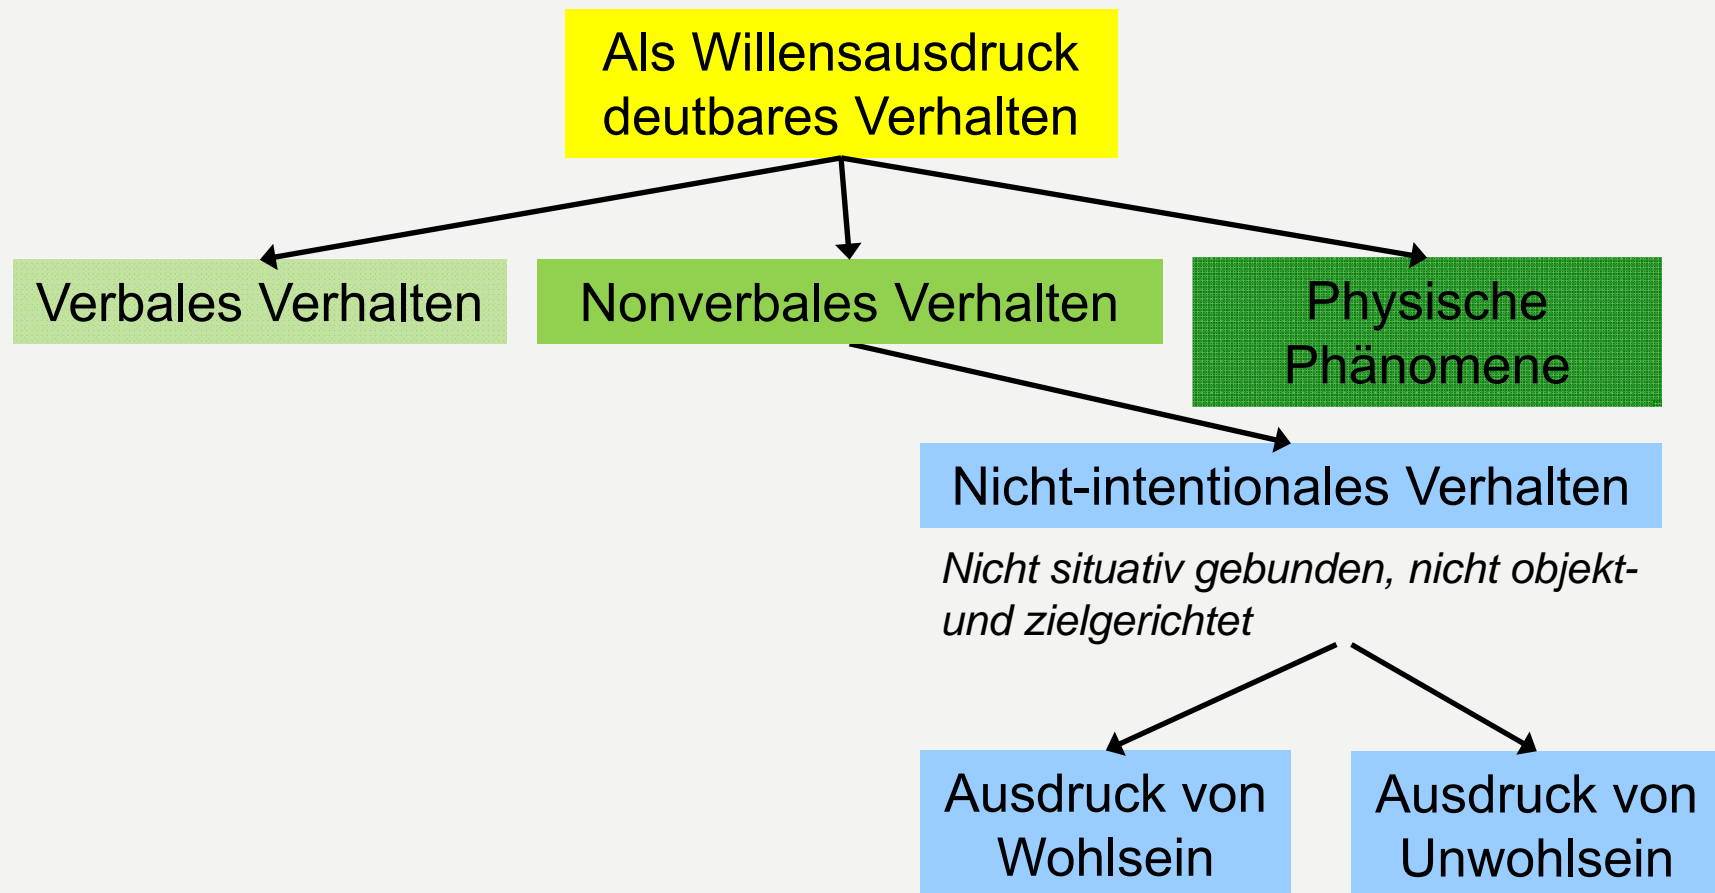 Als Willensausdruck
deutbares Verhalten
Verbales Verhalten
Nonverbales Verhalten
Physische
Phänomene
Nicht-intentionales Verhalten
Nicht situativ gebunden, nicht objekt-
und zielgerichtet
Ausdruck von
Wohlsein
Ausdruck von
Unwohlsein